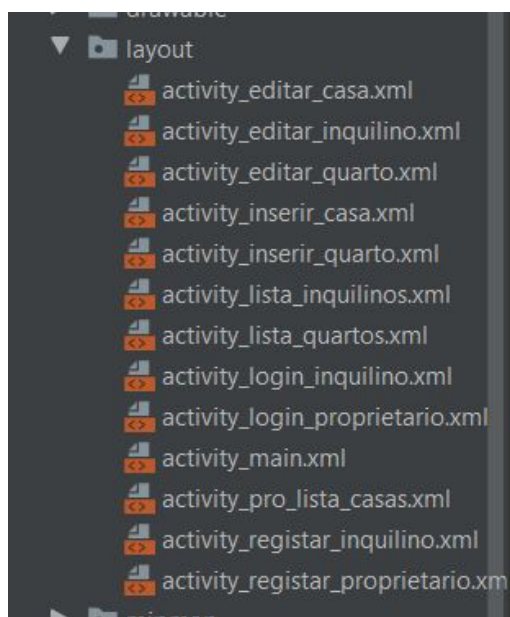 drawable
layout
activity_editar_casa.xml
activity_editar_inquilino.xml
activity_editar_quarto.xml
activity_inserir_casa.xml
activity_inserir_quarto.xml
activity_lista_inquilinos.xml
activity_lista_quartos.xml
activity_login_inquilino.xml
activity_login_proprietario.xml
activity_main.xml
activity_pro_lista_casas.xml
activity_registar_inquilino.xml
activity_registar_proprietario.xm